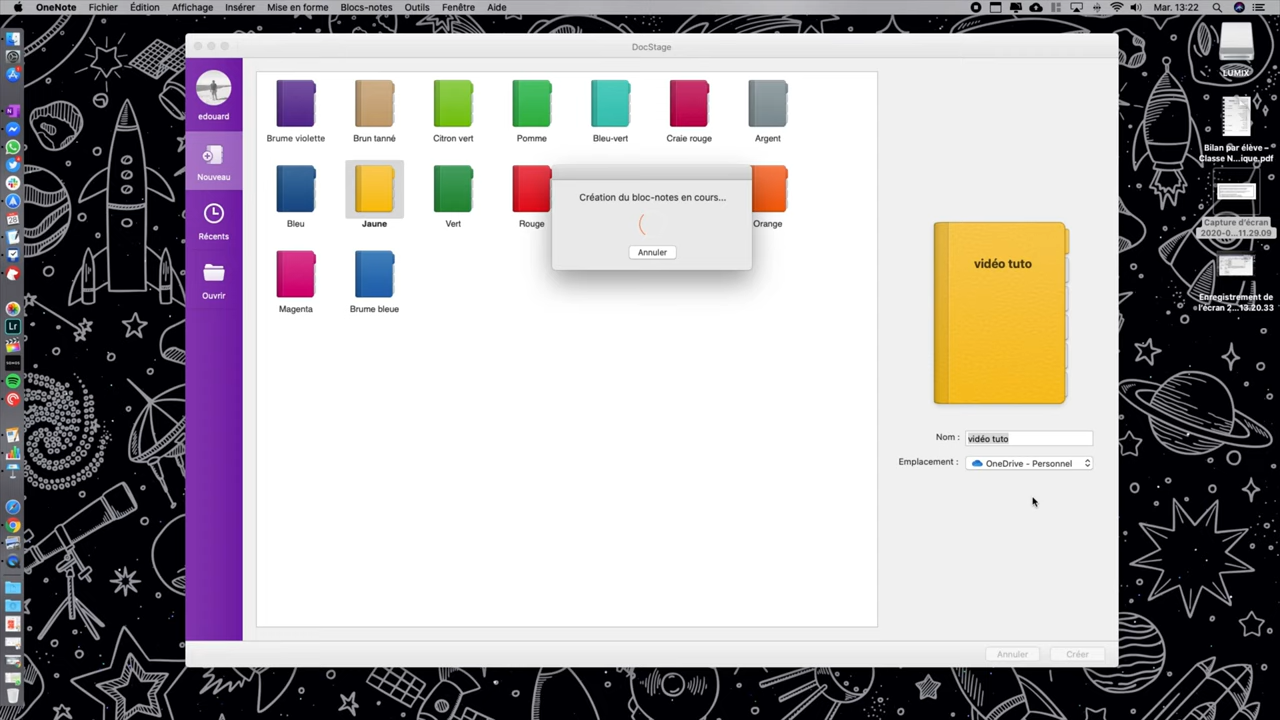 OneNote Fichier Édition Affichage Insérer Mise en forme Blocs-notes Outils Fenêtre Aide Mar. 13:22
DocStage
edouard
Nouveau
Récents
Ouvrir
Brume violette Brun tanné Citron vert Pomme Bleu-vert Craie rouge Argent
Bleu Jaune Vert Rouge Orange
Magenta Brume bleue
Création du bloc-notes en cours...
Annuler
vidéo tuto
Nom : vidéo tuto
Emplacement : OneDrive - Personnel
Annuler Créer
LUMIX
Bilan par élève –
Classe N...ique.pdf
Capture d'écran
2020-0...11.29.09
Enregistrement de
l'écran 2...13.20.33